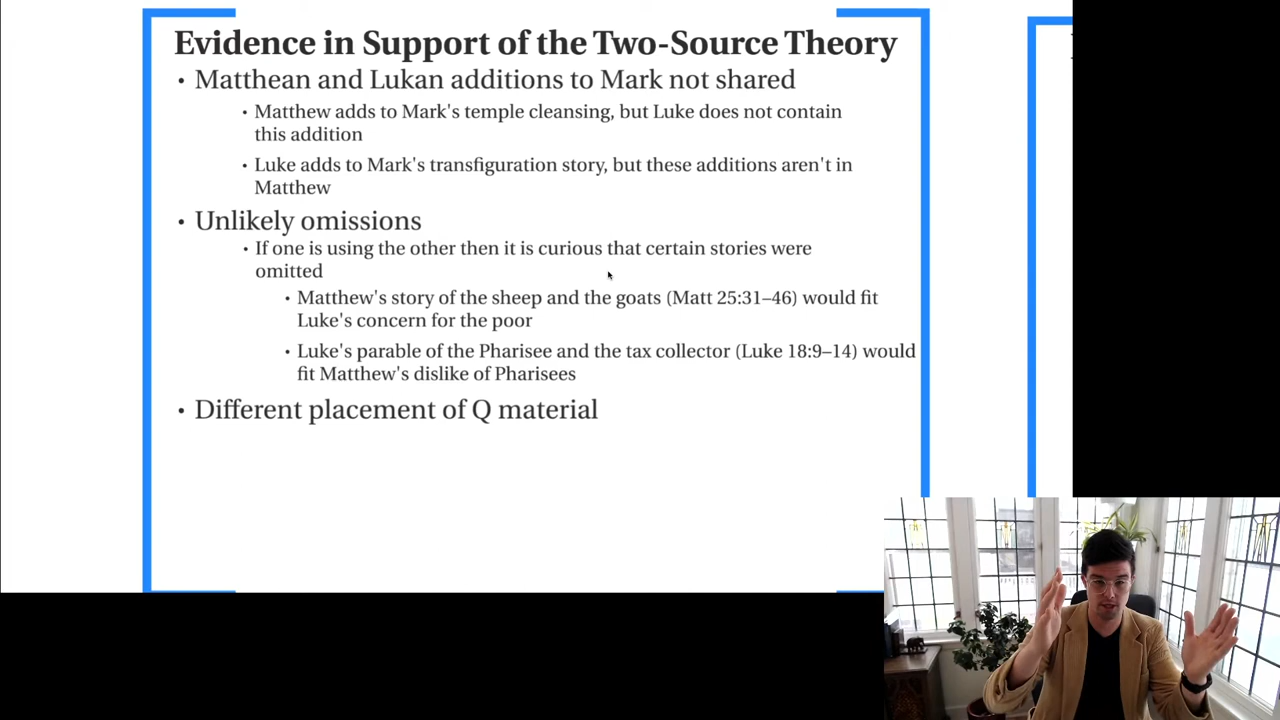 Evidence in Support of the Two-Source Theory
• Matthean and Lukan additions to Mark not shared
• Matthew adds to Mark's temple cleansing, but Luke does not contain
this addition
• Luke adds to Mark's transfiguration story, but these additions aren't in
Matthew
• Unlikely omissions
• If one is using the other then it is curious that certain stories were
omitted
• Matthew's story of the sheep and the goats (Matt 25:31–46) would fit
Luke's concern for the poor
• Luke's parable of the Pharisee and the tax collector (Luke 18:9–14) would
fit Matthew's dislike of Pharisees
• Different placement of Q material